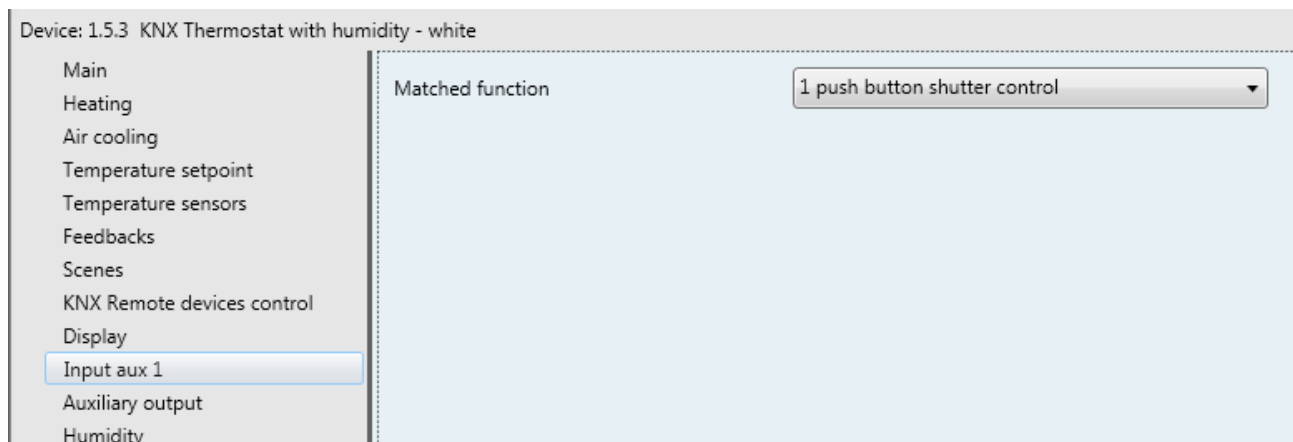 Device: 1.5.3 KNX Thermostat with humidity - white
Main
Heating
Air cooling
Temperature setpoint
Temperature sensors
Feedbacks
Scenes
KNX Remote devices control
Display
Input aux 1
Auxiliary output
Humidity
Matched function
1 push button shutter control